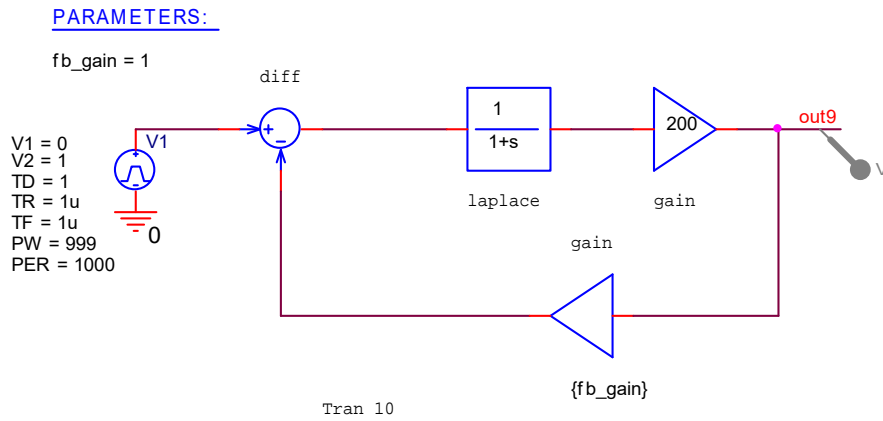 PARAMETERS:
fb_gain = 1
diff
V1
V1 = 0
V2 = 1
TD = 1
TR = 1u
TF = 1u
PW = 999
PER = 1000
0
+
−
1
1+s
laplace
200
gain
out9
V
gain
{fb_gain}
Tran 10